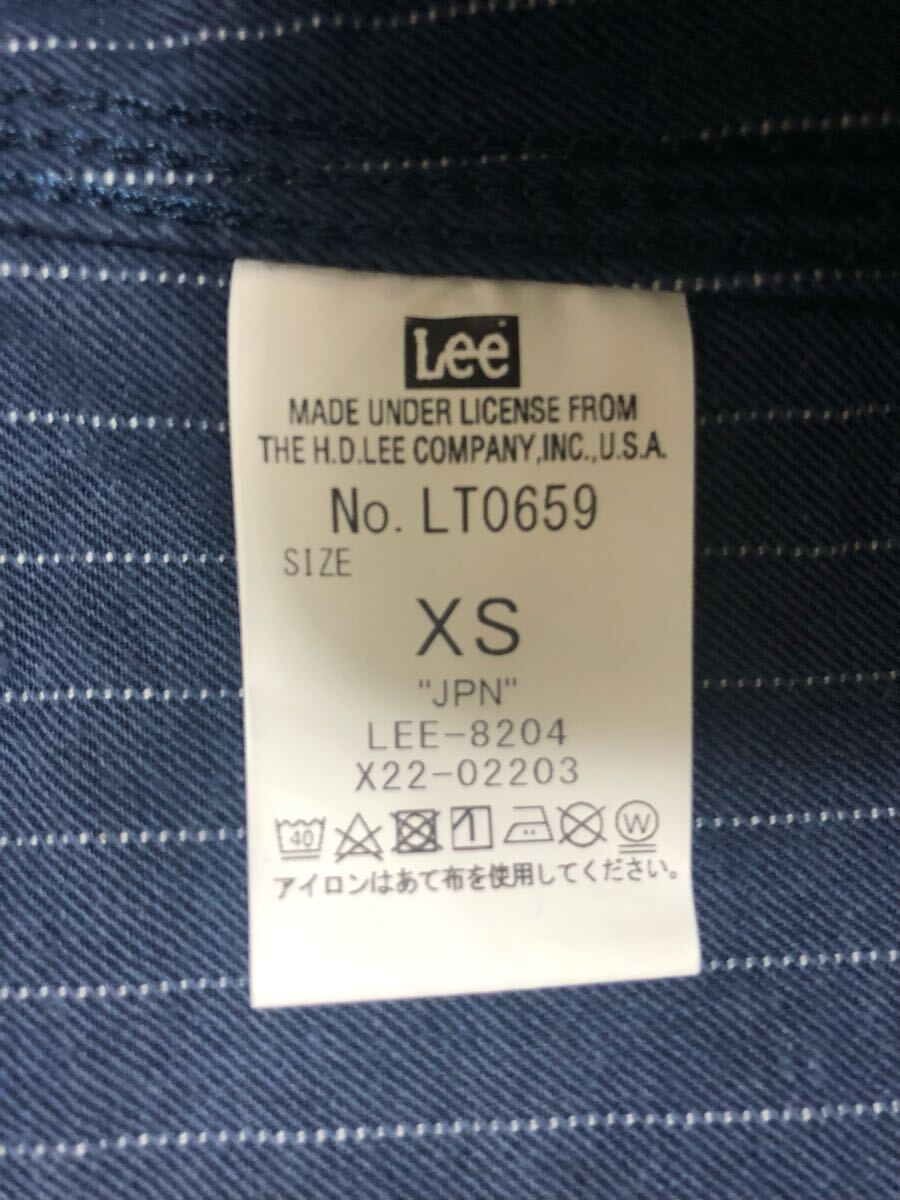 Lee
MADE UNDER LICENSE FROM
THE H.D.LEE COMPANY,INC.,U.S.A.
No. LT0659
SIZE
XS
"JPN"
LEE-8204
X22-02203
40 1 W
アイロンはあて布を使用してください。